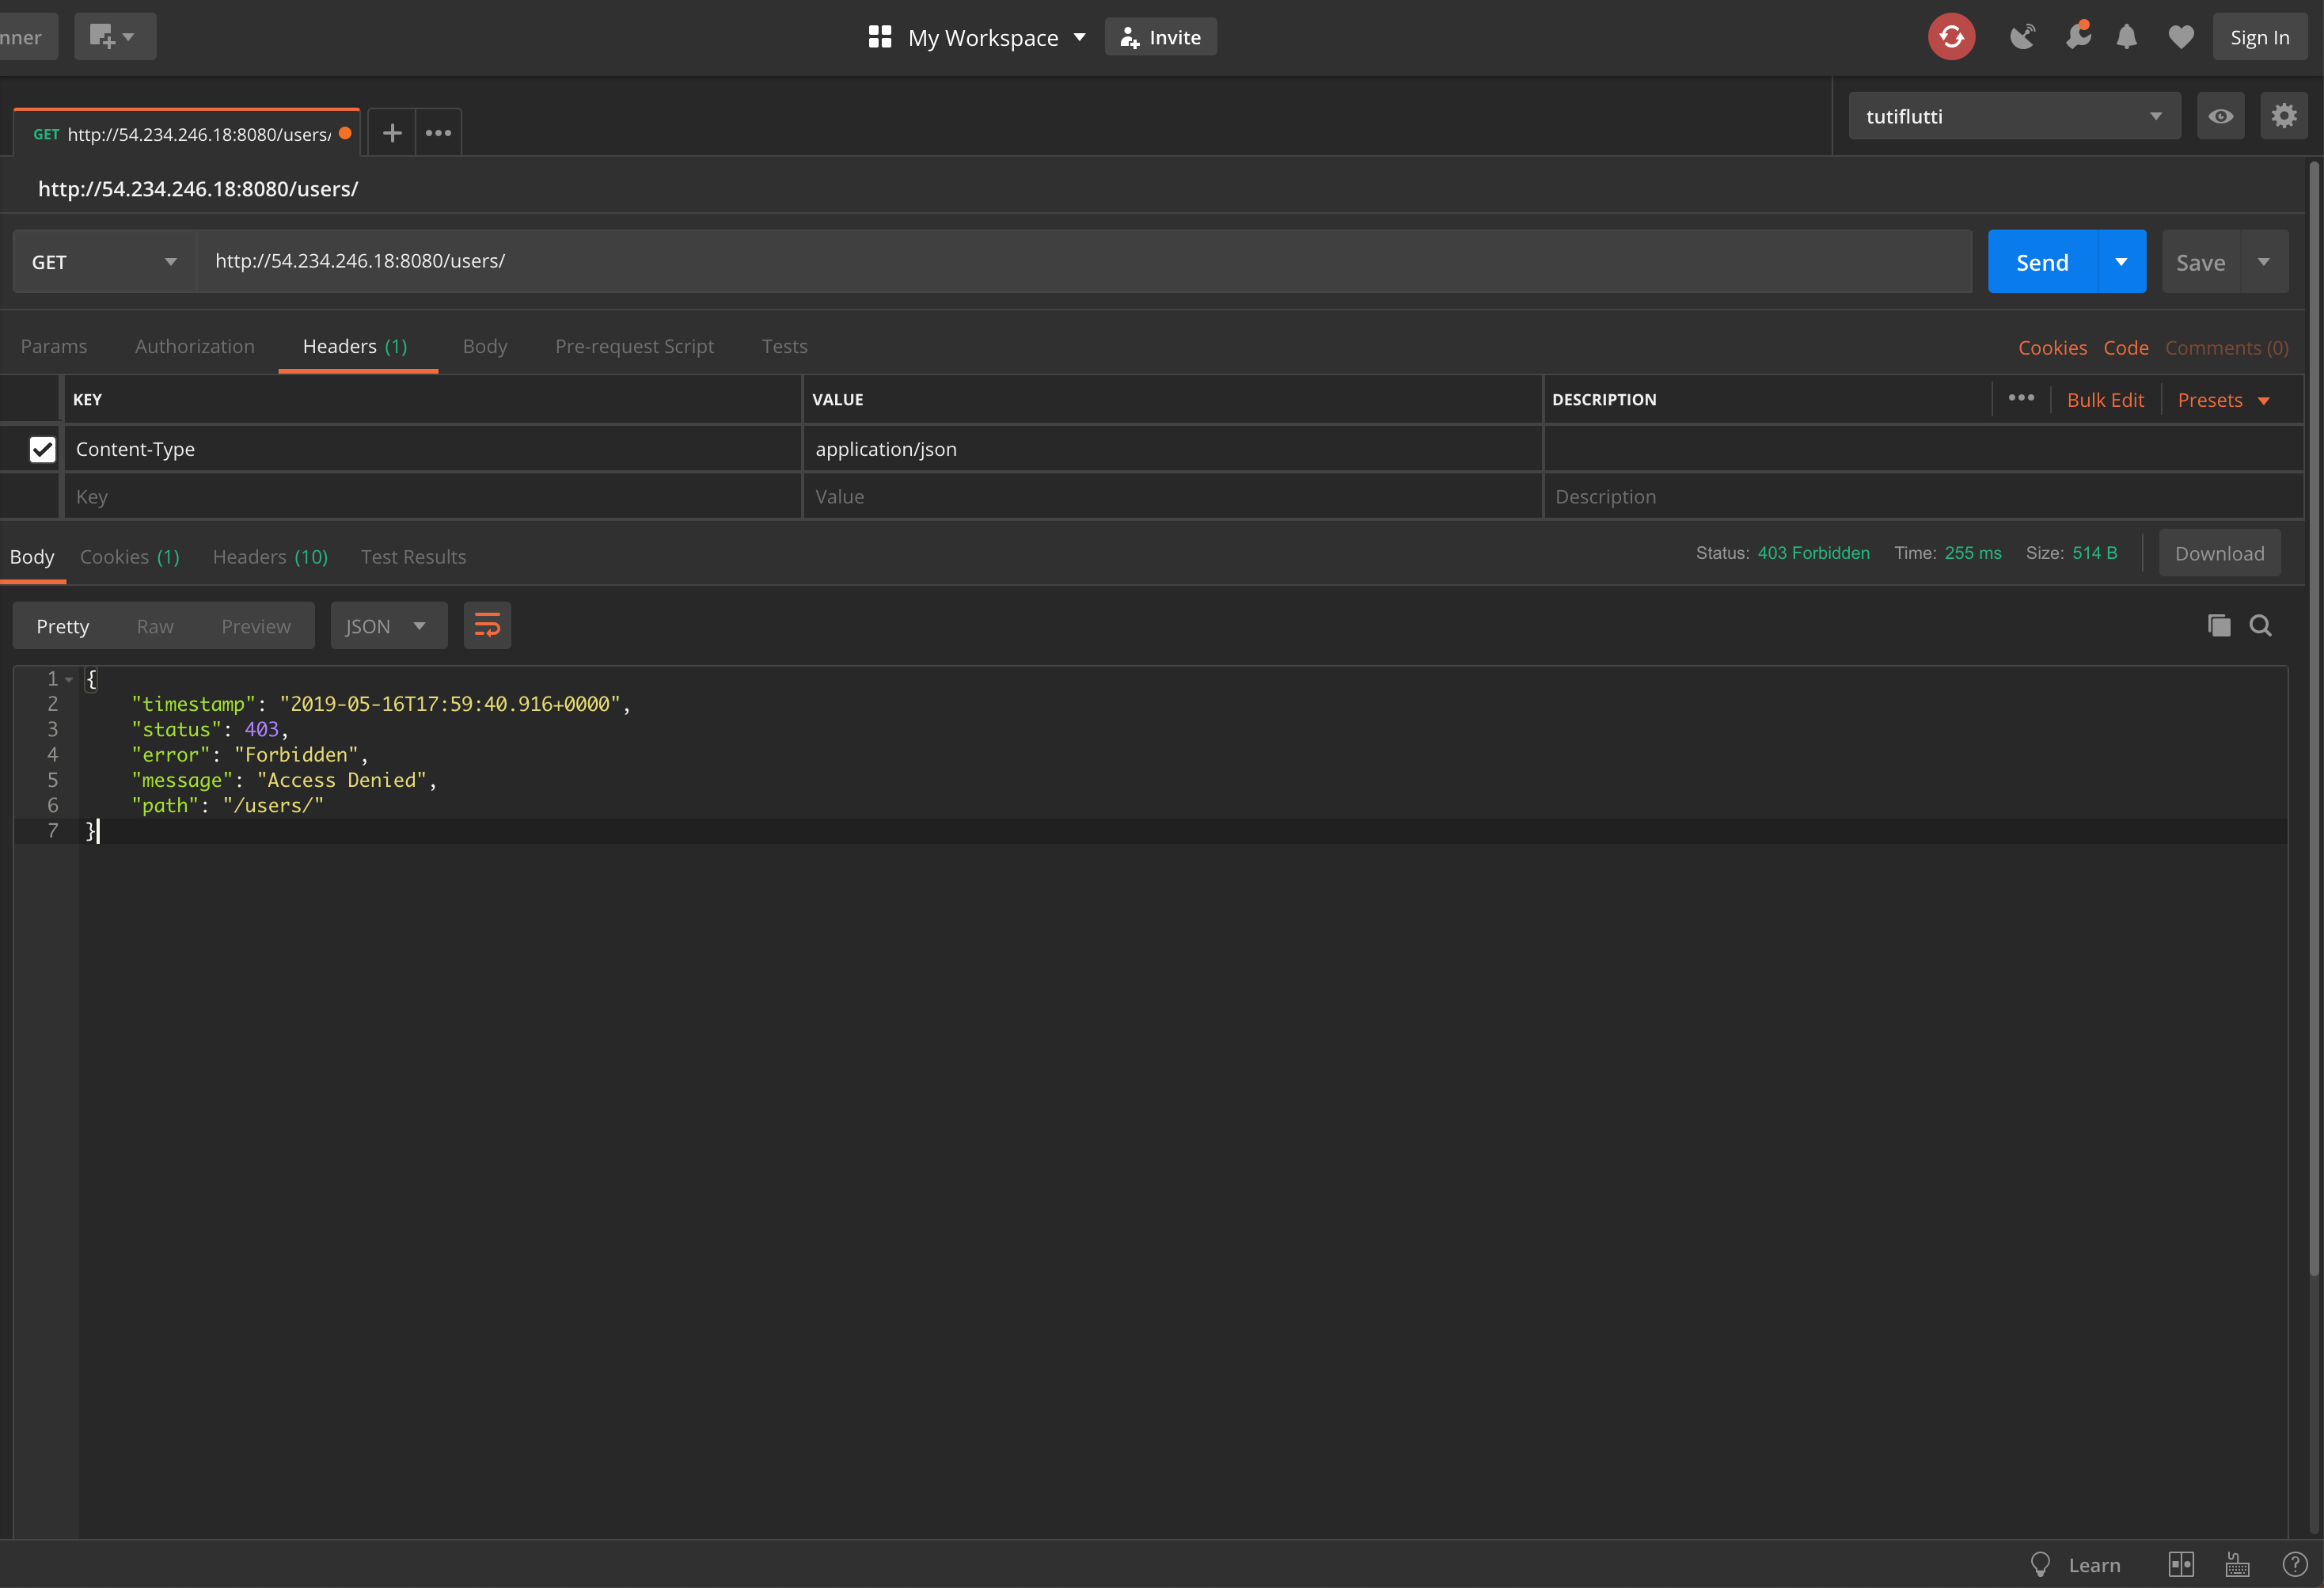 nner
My Workspace
Invite
Sign In
GET http://54.234.246.18:8080/users/
tutiflutti
http://54.234.246.18:8080/users/
GET
http://54.234.246.18:8080/users/
Send
Save
Params
Authorization
Headers (1)
Body
Pre-request Script
Tests
Cookies
Code
Comments (0)
KEY
VALUE
DESCRIPTION
Bulk Edit
Presets
Content-Type
application/json
Key
Value
Description
Body
Cookies (1)
Headers (10)
Test Results
Status: 403 Forbidden
Time: 255 ms
Size: 514 B
Download
Pretty
Raw
Preview
JSON
1 {
2 "timestamp": "2019-05-16T17:59:40.916+0000",
3 "status": 403,
4 "error": "Forbidden",
5 "message": "Access Denied",
6 "path": "/users/"
7 }
Learn